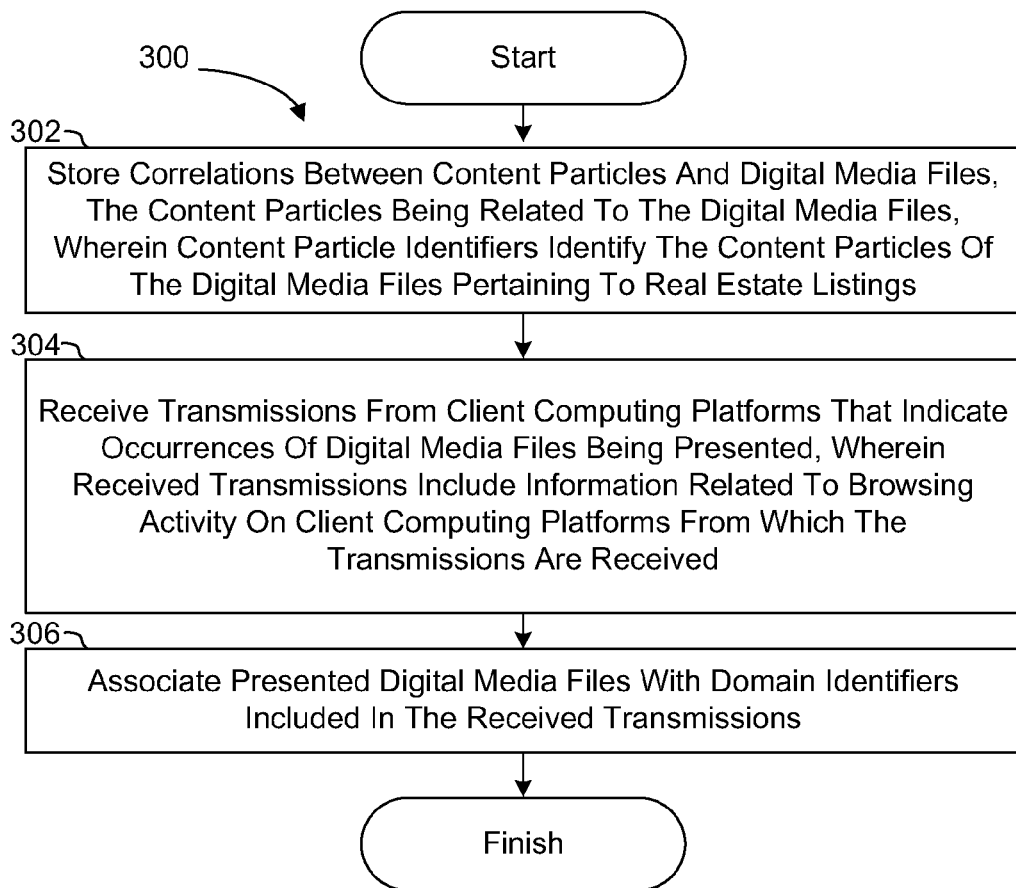 Start
300
302
Store Correlations Between Content Particles And Digital Media Files,
The Content Particles Being Related To The Digital Media Files,
Wherein Content Particle Identifiers Identify The Content Particles Of
The Digital Media Files Pertaining To Real Estate Listings
304
Receive Transmissions From Client Computing Platforms That Indicate
Occurrences Of Digital Media Files Being Presented, Wherein
Received Transmissions Include Information Related To Browsing
Activity On Client Computing Platforms From Which The
Transmissions Are Received
306
Associate Presented Digital Media Files With Domain Identifiers
Included In The Received Transmissions
Finish